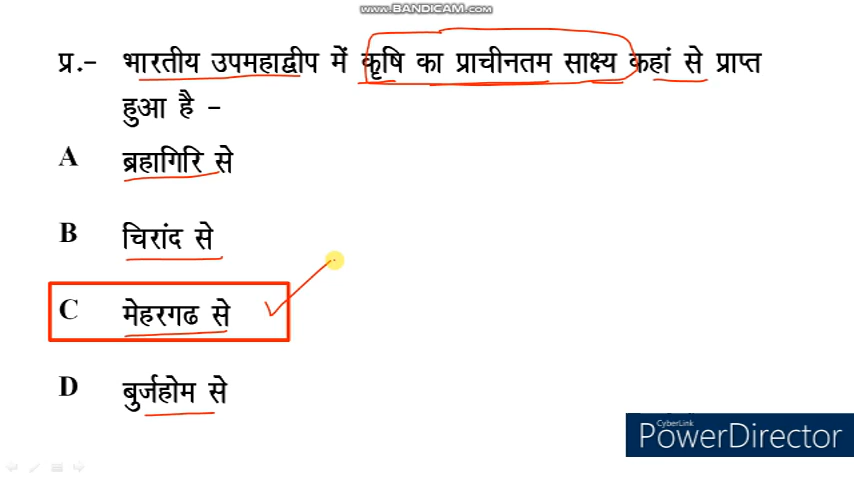 www.BANDICAM.com
प्र.- भारतीय उपमहाद्वीप में कृषि का प्राचीनतम साक्ष्य कहां से प्राप्त
हुआ है -
A ब्रहागिरि से
B चिरांद से
C मेहरगढ से
D बुर्जहोम से
CyberLink
PowerDirector